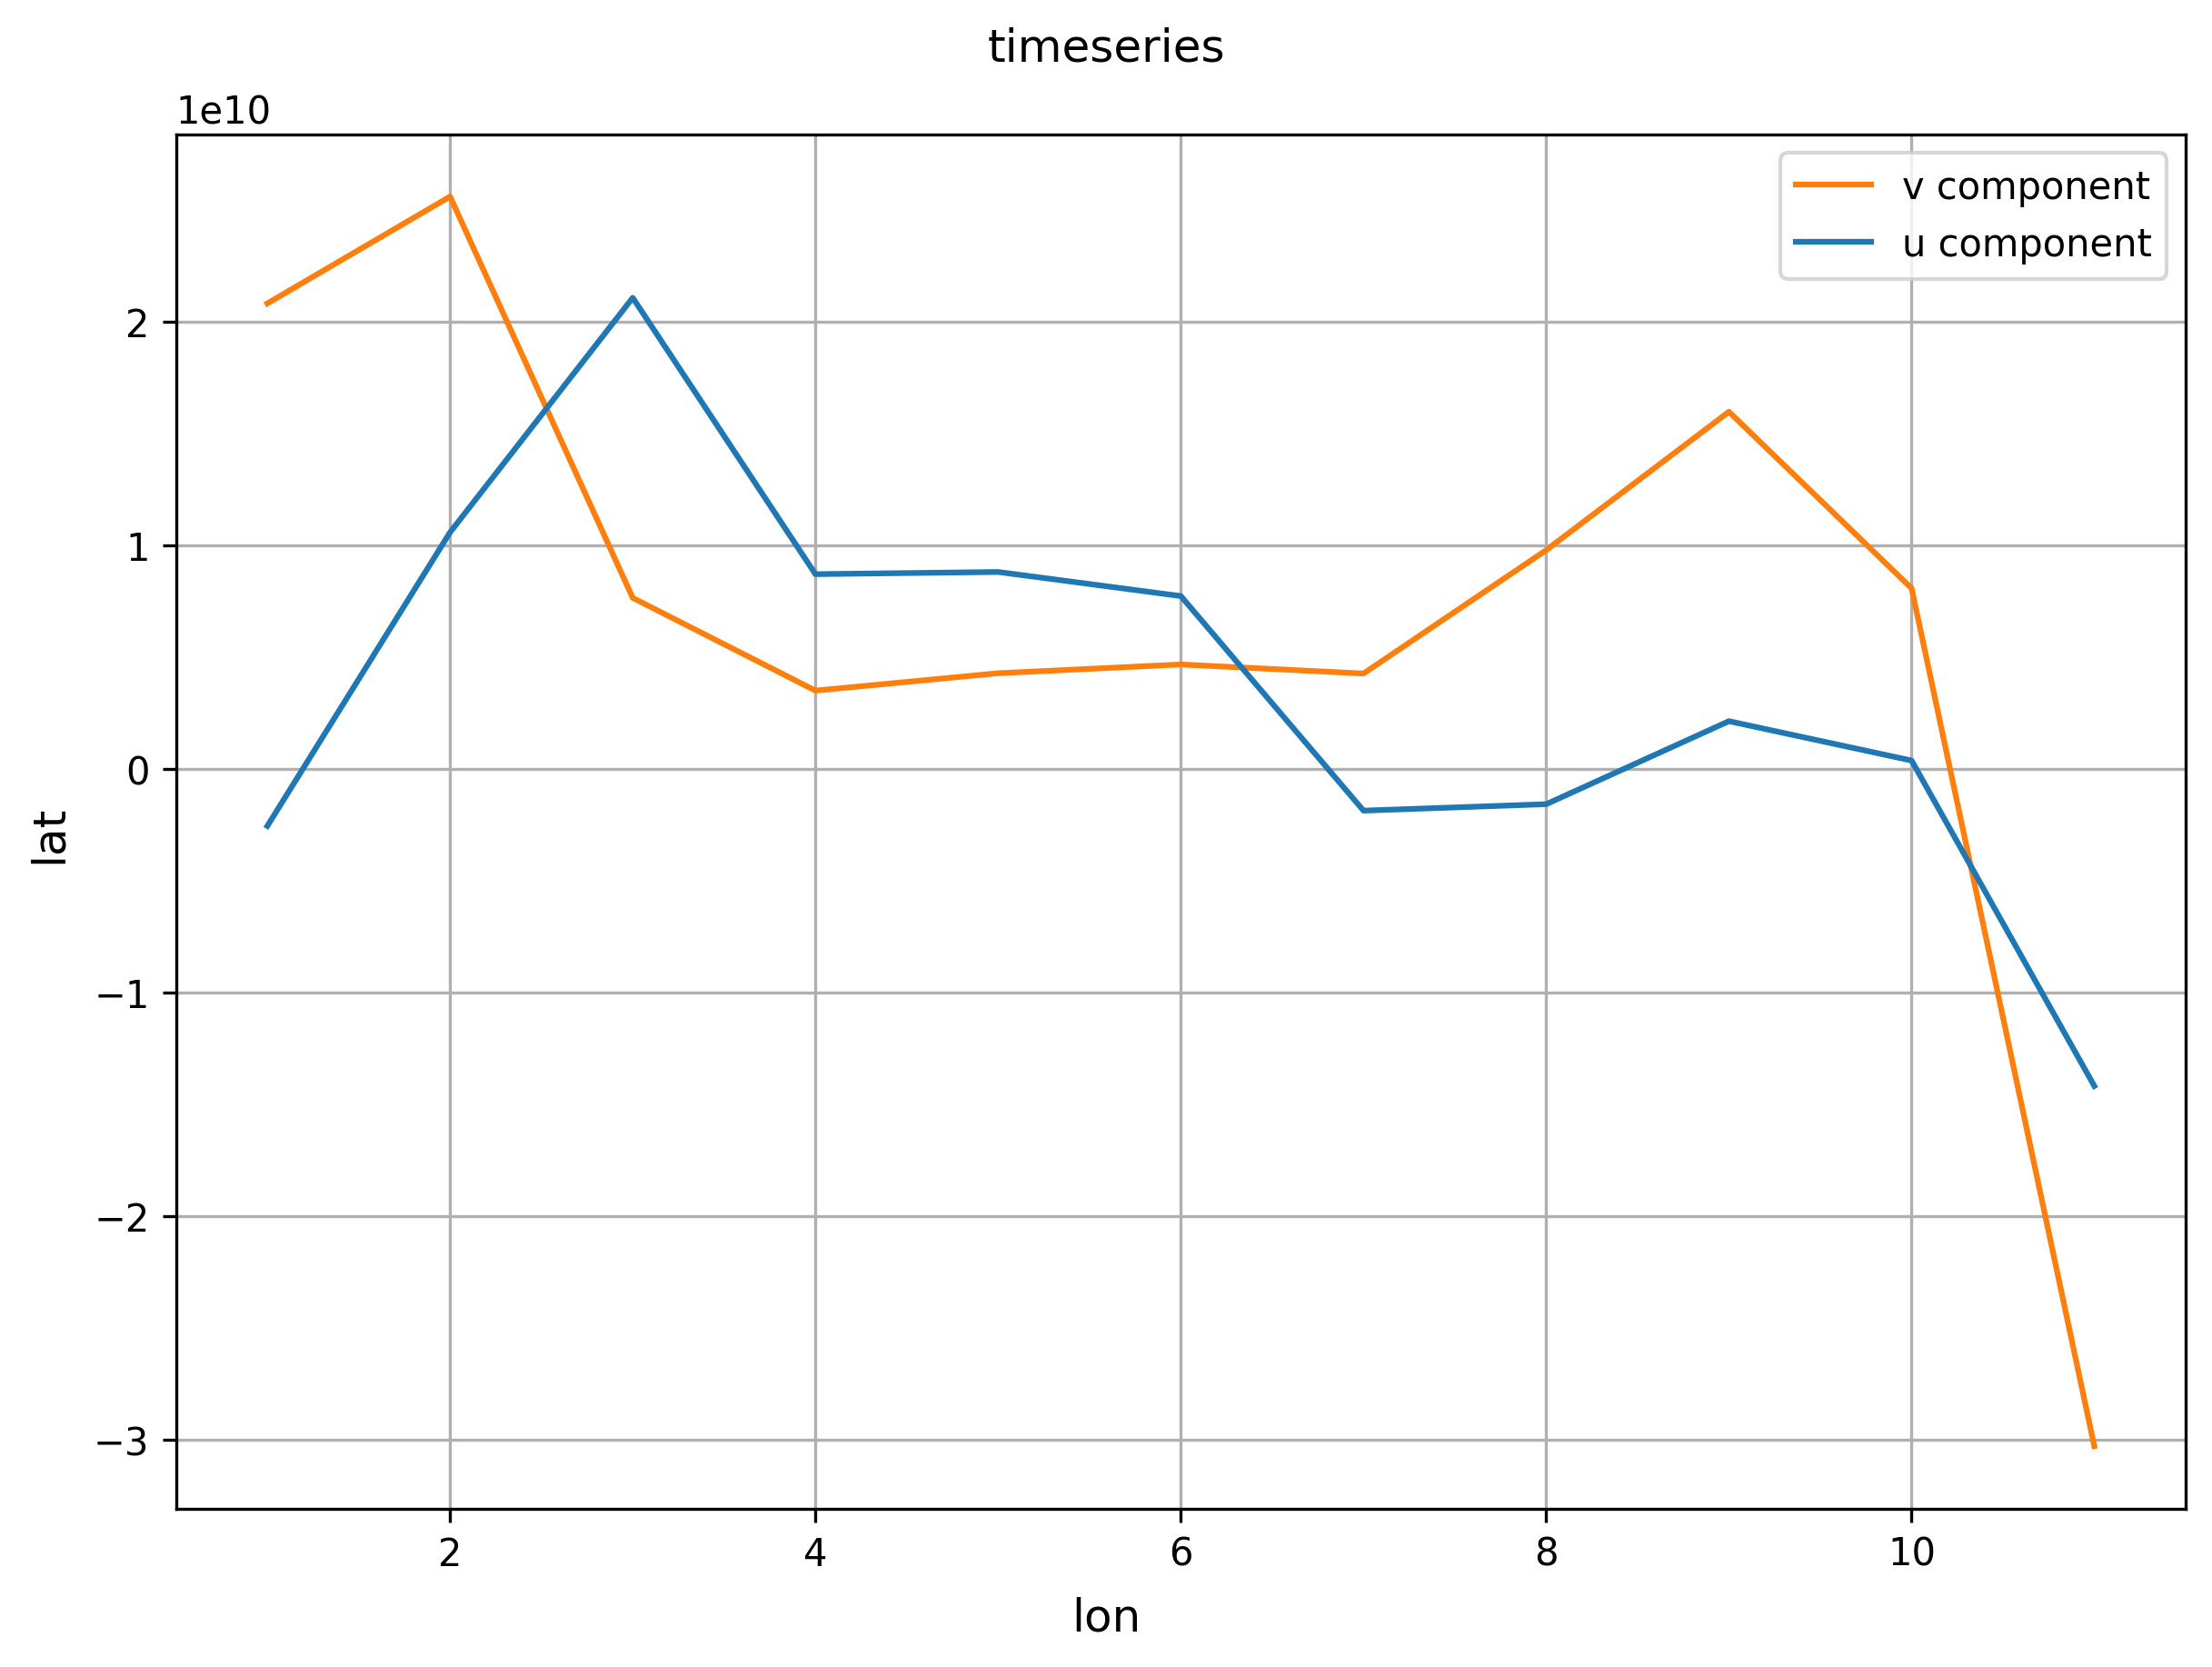 timeseries
1e10
v component
u component
2
1
0
−1
−2
−3
lat
2 4 6 8 10
lon